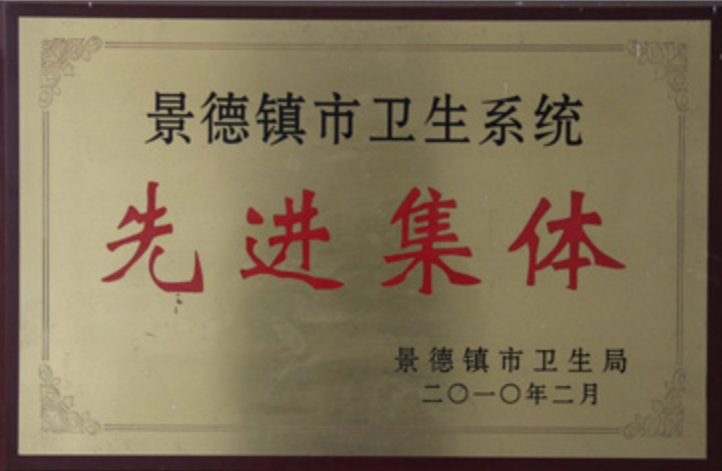 景德镇市卫生系统
先进集体
景德镇市卫生局
二〇一〇年二月